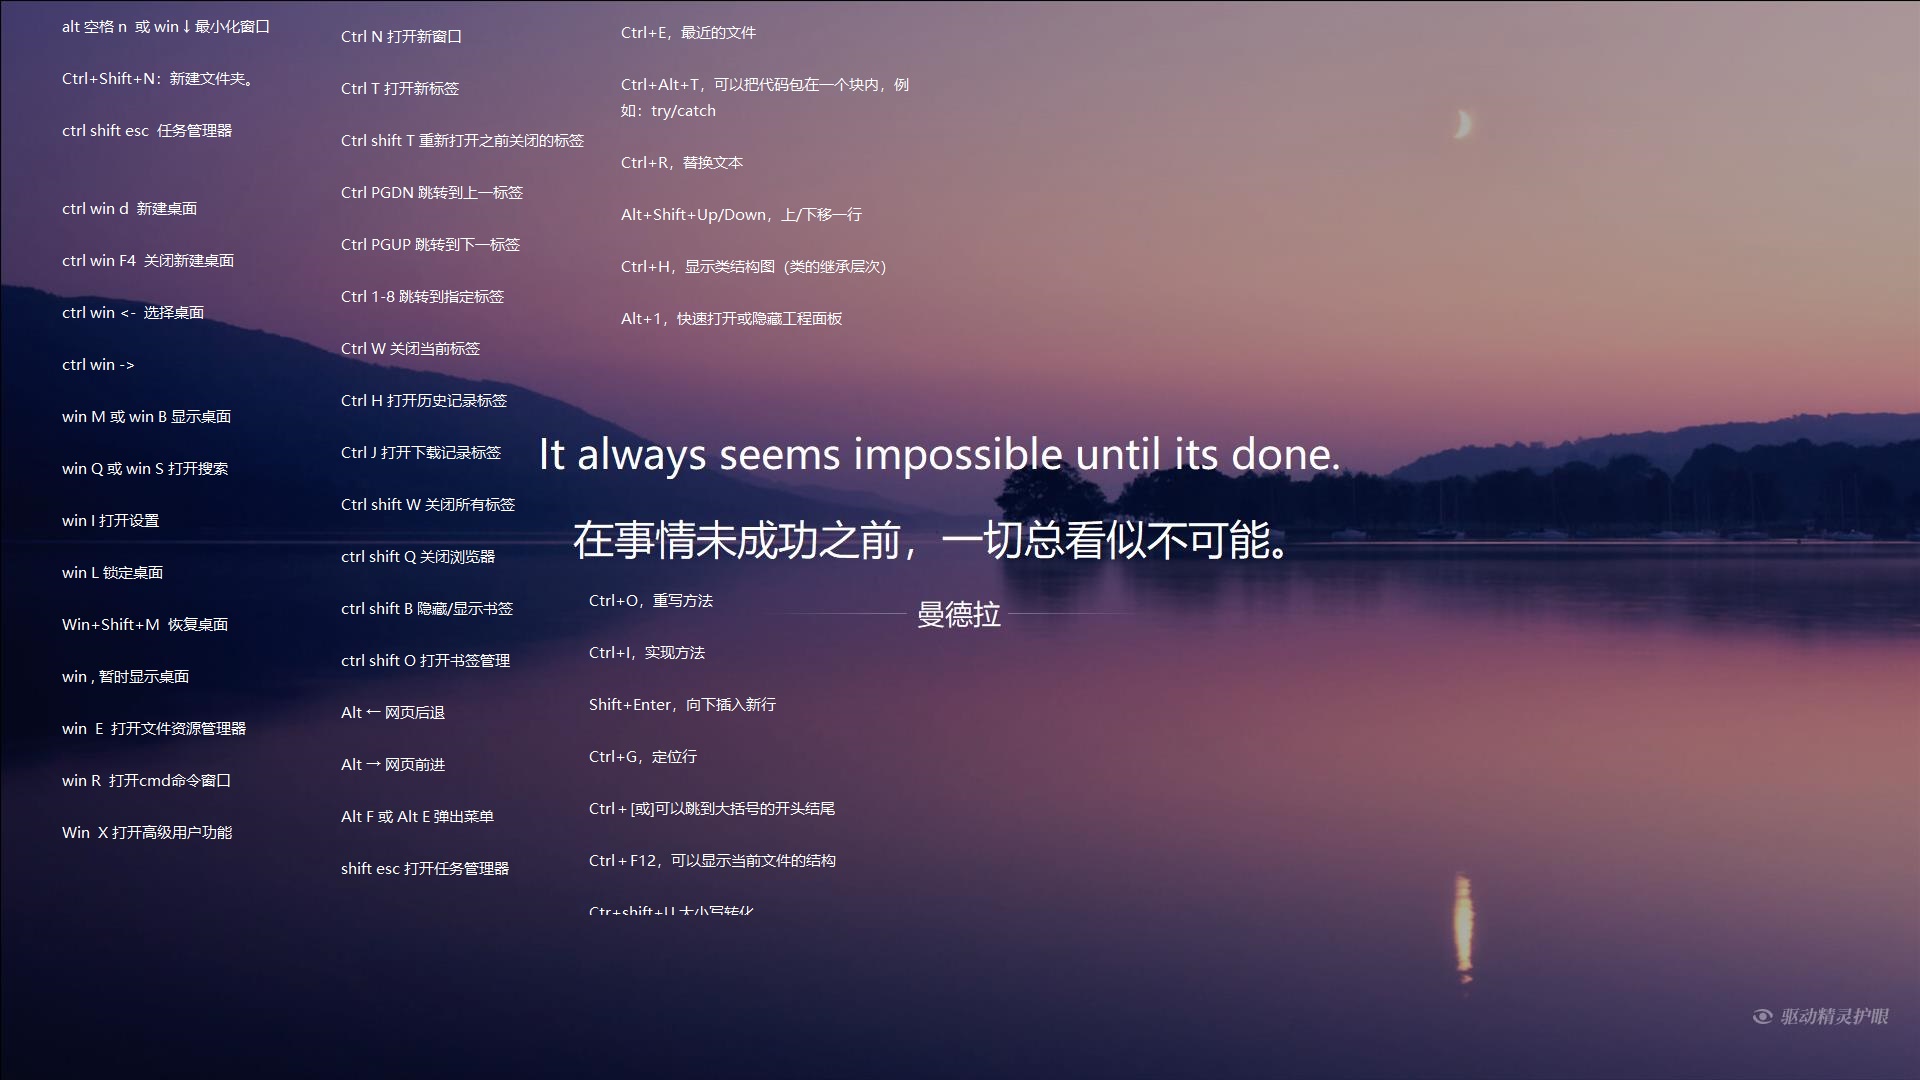 alt 空格 n  或 win↓最小化窗口
Ctrl+Shift+N：新建文件夹。
ctrl shift esc  任务管理器
ctrl win d  新建桌面
ctrl win F4  关闭新建桌面
ctrl win <-  选择桌面
ctrl win ->
win M 或 win B 显示桌面
win Q 或 win S 打开搜索
win I 打开设置
win L 锁定桌面
Win+Shift+M  恢复桌面
win , 暂时显示桌面
win  E  打开文件资源管理器
win R  打开cmd命令窗口
Win  X 打开高级用户功能
Ctrl N 打开新窗口
Ctrl T 打开新标签
Ctrl shift T 重新打开之前关闭的标签
Ctrl PGDN 跳转到上一标签
Ctrl PGUP 跳转到下一标签
Ctrl 1-8 跳转到指定标签
Ctrl W 关闭当前标签
Ctrl H 打开历史记录标签
Ctrl J 打开下载记录标签
Ctrl shift W 关闭所有标签
ctrl shift Q 关闭浏览器
ctrl shift B 隐藏/显示书签
ctrl shift O 打开书签管理
Alt ← 网页后退
Alt → 网页前进
Alt F 或 Alt E 弹出菜单
shift esc 打开任务管理器
Ctrl+E，最近的文件
Ctrl+Alt+T，可以把代码包在一个块内，例
如：try/catch
Ctrl+R，替换文本
Alt+Shift+Up/Down，上/下移一行
Ctrl+H，显示类结构图（类的继承层次）
Alt+1，快速打开或隐藏工程面板
It always seems impossible until its done.
在事情未成功之前，一切总看似不可能。
曼德拉
Ctrl+O，重写方法
Ctrl+I，实现方法
Shift+Enter，向下插入新行
Ctrl+G，定位行
Ctrl＋[或]可以跳到大括号的开头结尾
Ctrl＋F12，可以显示当前文件的结构
Ctr+shift+U 大小写转化
驱动精灵护眼